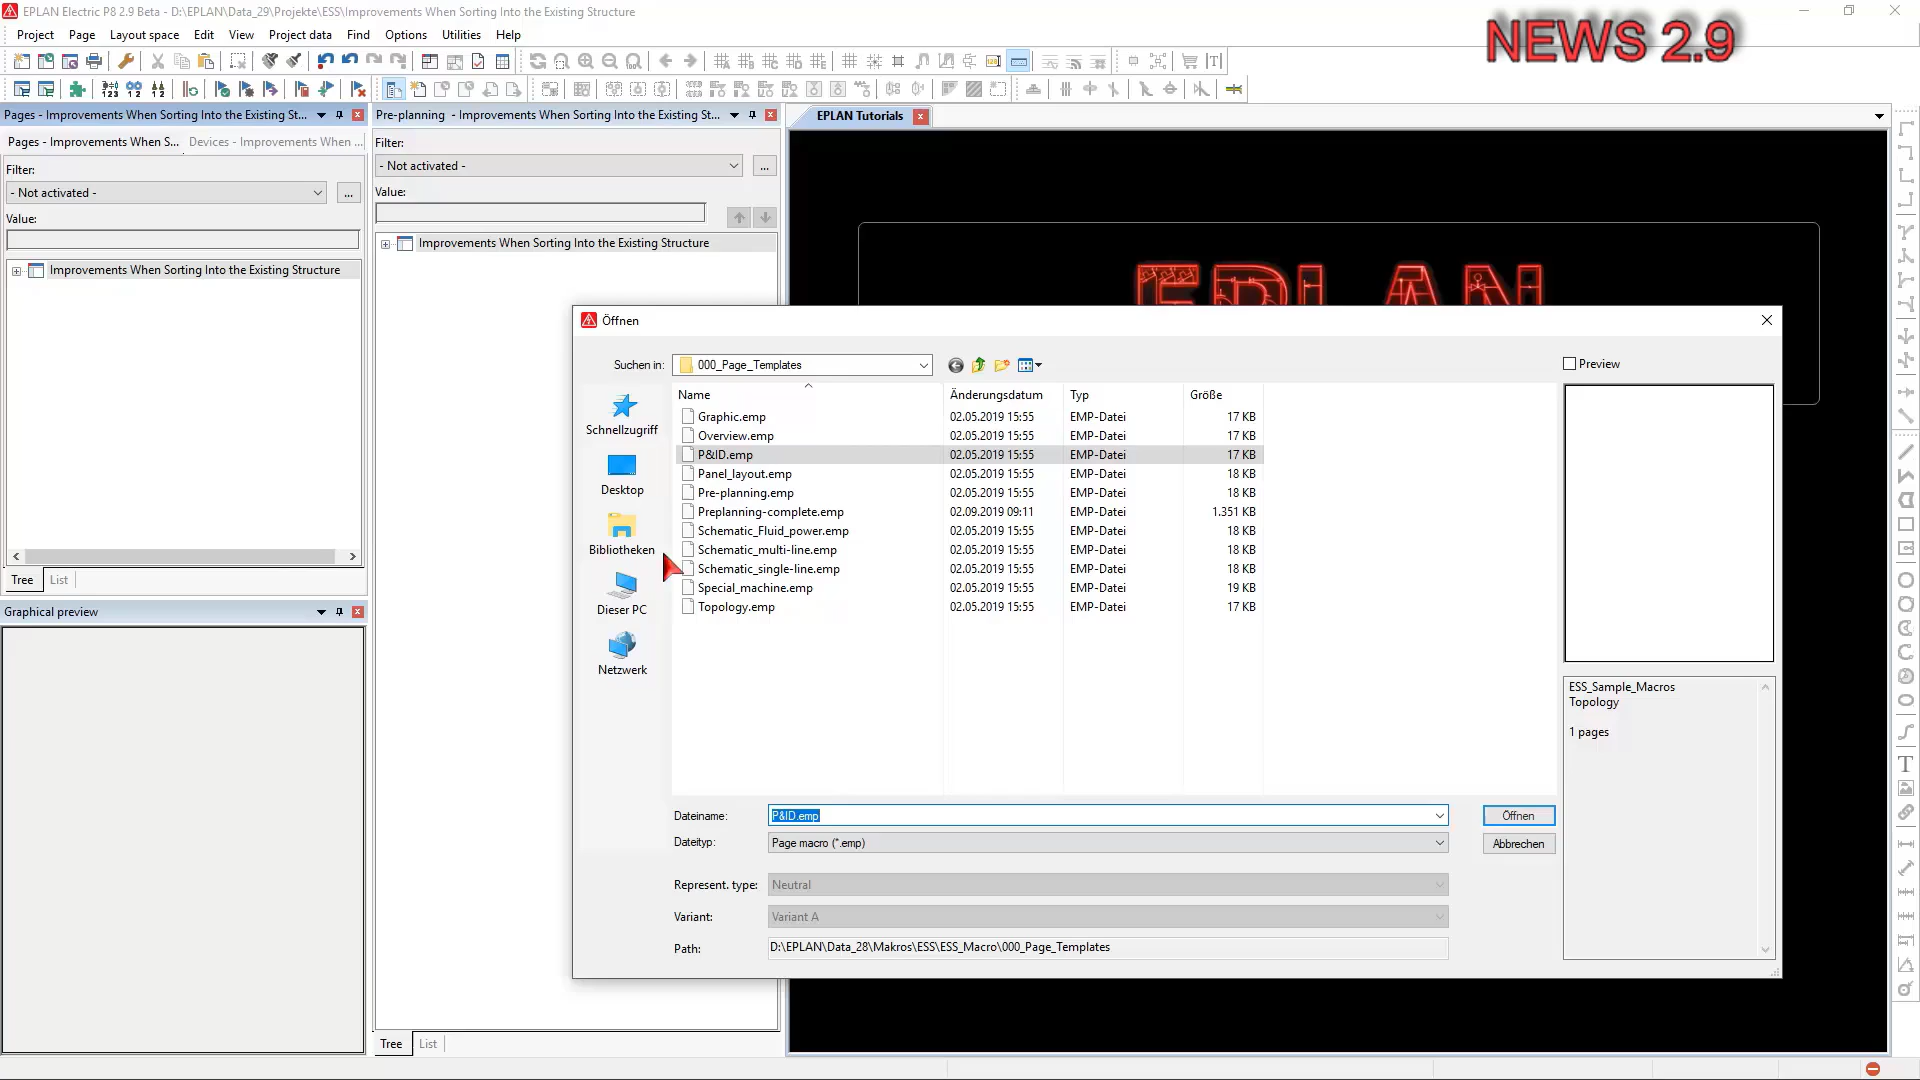 EPLAN Electric P8 2.9 Beta - D:\EPLAN\Data_29\Projekte\ESS\Improvements When Sorting Into the Existing Structure
NEWS 2.9
Project Page Layout space Edit View Project data Find Options Utilities Help
Pages - Improvements When Sorting Into the Existing St...
Pages - Improvements When S... Devices - Improvements When ...
Filter:
- Not activated -
...
Value:
Improvements When Sorting Into the Existing Structure
Tree List
Graphical preview
Pre-planning - Improvements When Sorting Into the Existing St...
Filter:
- Not activated -
...
Value:
Improvements When Sorting Into the Existing Structure
Tree List
EPLAN Tutorials
EPLAN
Öffnen
Suchen in: 000_Page_Templates
Preview
Schnellzugriff
Desktop
Bibliotheken
Dieser PC
Netzwerk
Name Änderungsdatum Typ Größe
Graphic.emp 02.05.2019 15:55 EMP-Datei 17 KB
Overview.emp 02.05.2019 15:55 EMP-Datei 17 KB
P&ID.emp 02.05.2019 15:55 EMP-Datei 17 KB
Panel_layout.emp 02.05.2019 15:55 EMP-Datei 18 KB
Pre-planning.emp 02.05.2019 15:55 EMP-Datei 18 KB
Preplanning-complete.emp 02.09.2019 09:11 EMP-Datei 1.351 KB
Schematic_Fluid_power.emp 02.05.2019 15:55 EMP-Datei 18 KB
Schematic_multi-line.emp 02.05.2019 15:55 EMP-Datei 18 KB
Schematic_single-line.emp 02.05.2019 15:55 EMP-Datei 18 KB
Special_machine.emp 02.05.2019 15:55 EMP-Datei 19 KB
Topology.emp 02.05.2019 15:55 EMP-Datei 17 KB
ESS_Sample_Macros
Topology
1 pages
Dateiname: P&ID.emp
Öffnen
Dateityp: Page macro (*.emp)
Abbrechen
Represent. type: Neutral
Variant: Variant A
Path: D:\EPLAN\Data_28\Makros\ESS\ESS_Macro\000_Page_Templates